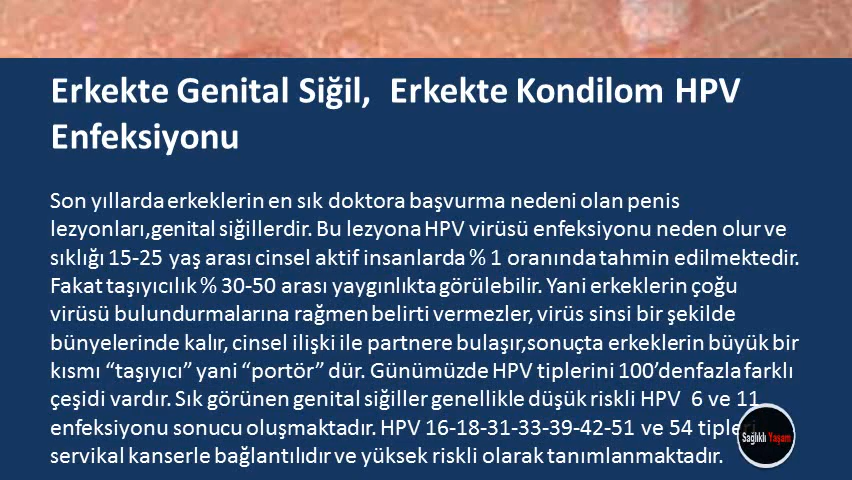 Erkekte Genital Siğil, Erkekte Kondilom HPV
Enfeksiyonu
Son yıllarda erkeklerin en sık doktora başvurma nedeni olan penis
lezyonları,genital siğillerdir. Bu lezyona HPV virüsü enfeksiyonu neden olur ve
sıklığı 15-25 yaş arası cinsel aktif insanlarda % 1 oranında tahmin edilmektedir.
Fakat taşıyıcılık % 30-50 arası yaygınlıkta görülebilir. Yani erkeklerin çoğu
virüsü bulundurmalarına rağmen belirti vermezler, virüs sinsi bir şekilde
bünyelerinde kalır, cinsel ilişki ile partnere bulaşır,sonuçta erkeklerin büyük bir
kısmı “taşıyıcı” yani “portör” dür. Günümüzde HPV tiplerini 100’denfazla farklı
çeşidi vardır. Sık görünen genital siğiller genellikle düşük riskli HPV 6 ve 11
enfeksiyonu sonucu oluşmaktadır. HPV 16-18-31-33-39-42-51 ve 54 tipleri
servikal kanserle bağlantılıdır ve yüksek riskli olarak tanımlanmaktadır.
Sağlıklı Yaşam